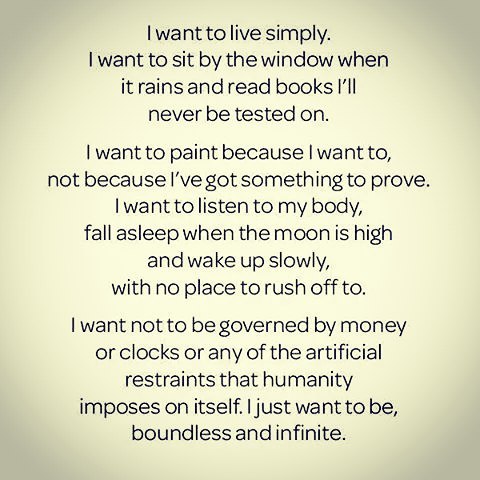 I want to live simply.
I want to sit by the window when
it rains and read books I’ll
never be tested on.
I want to paint because I want to,
not because I’ve got something to prove.
I want to listen to my body,
fall asleep when the moon is high
and wake up slowly,
with no place to rush off to.
I want not to be governed by money
or clocks or any of the artificial
restraints that humanity
imposes on itself. I just want to be,
boundless and infinite.